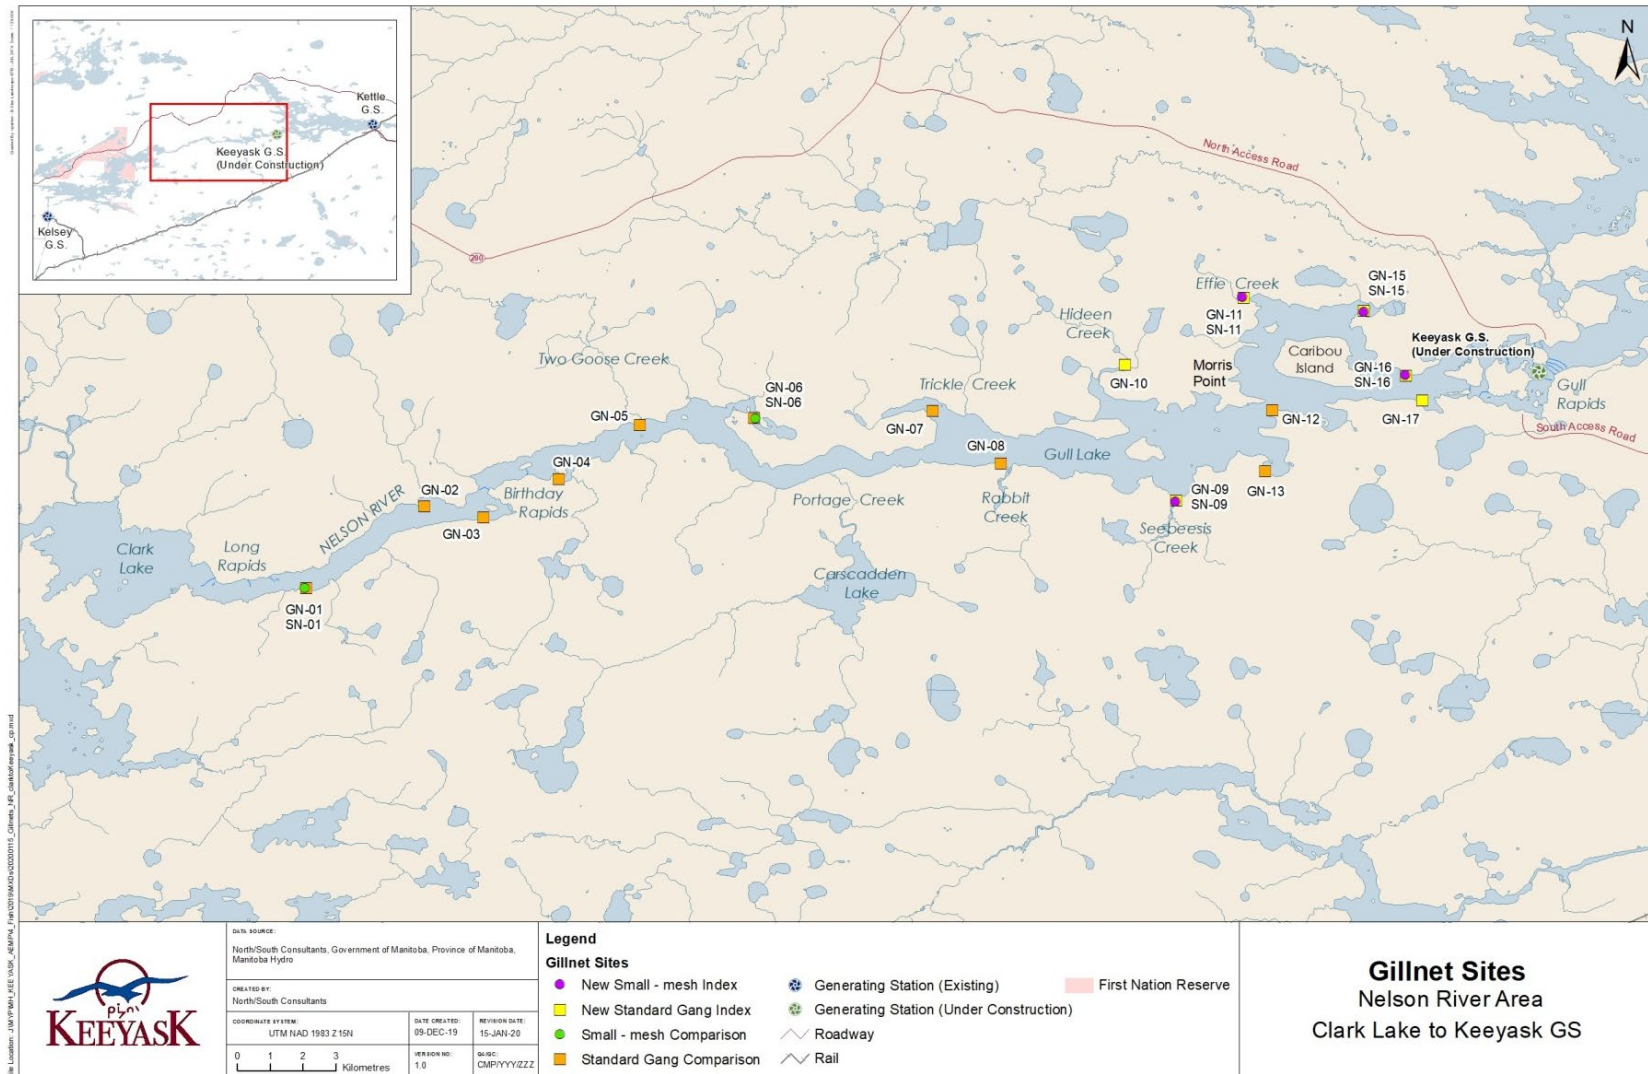 Kettle
G.S.
Keeyask G.S.
(Under Construction)
Kelsey
G.S.
N
North Access Road
280
Effie Creek
GN-15
SN-15
GN-11
SN-11
Hideen
Creek
Keeyask G.S.
(Under Construction)
Caribou
Island
Morris
Point
GN-16
SN-16
GN-10
Two Goose Creek
Trickle Creek
Gull
Rapids
GN-06
SN-06
GN-05
GN-07
GN-12
GN-17
South Access Road
GN-08
Gull Lake
GN-04
GN-13
GN-02
Birthday
Rapids
NELSON RIVER
GN-03
Portage Creek
Rabbit
Creek
GN-09
SN-09
Seebeesis
Creek
Clark
Lake
Long
Rapids
Carscadden
Lake
GN-01
SN-01
KEEYASK
DATA SOURCE:
North/South Consultants, Government of Manitoba, Province of Manitoba,
Manitoba Hydro
CREATED BY:
North/South Consultants
COORDINATE SYSTEM:
UTM NAD 1983 Z 15N
DATE CREATED:
09-DEC-19
REVISION DATE:
15-JAN-20
0 1 2 3 Kilometres
VERSION NO:
1.0
QA/QC:
CMP/YYY/ZZZ
Legend
Gillnet Sites
New Small - mesh Index
New Standard Gang Index
Small - mesh Comparison
Standard Gang Comparison
Generating Station (Existing)
Generating Station (Under Construction)
Roadway
Rail
First Nation Reserve
Gillnet Sites
Nelson River Area
Clark Lake to Keeyask GS